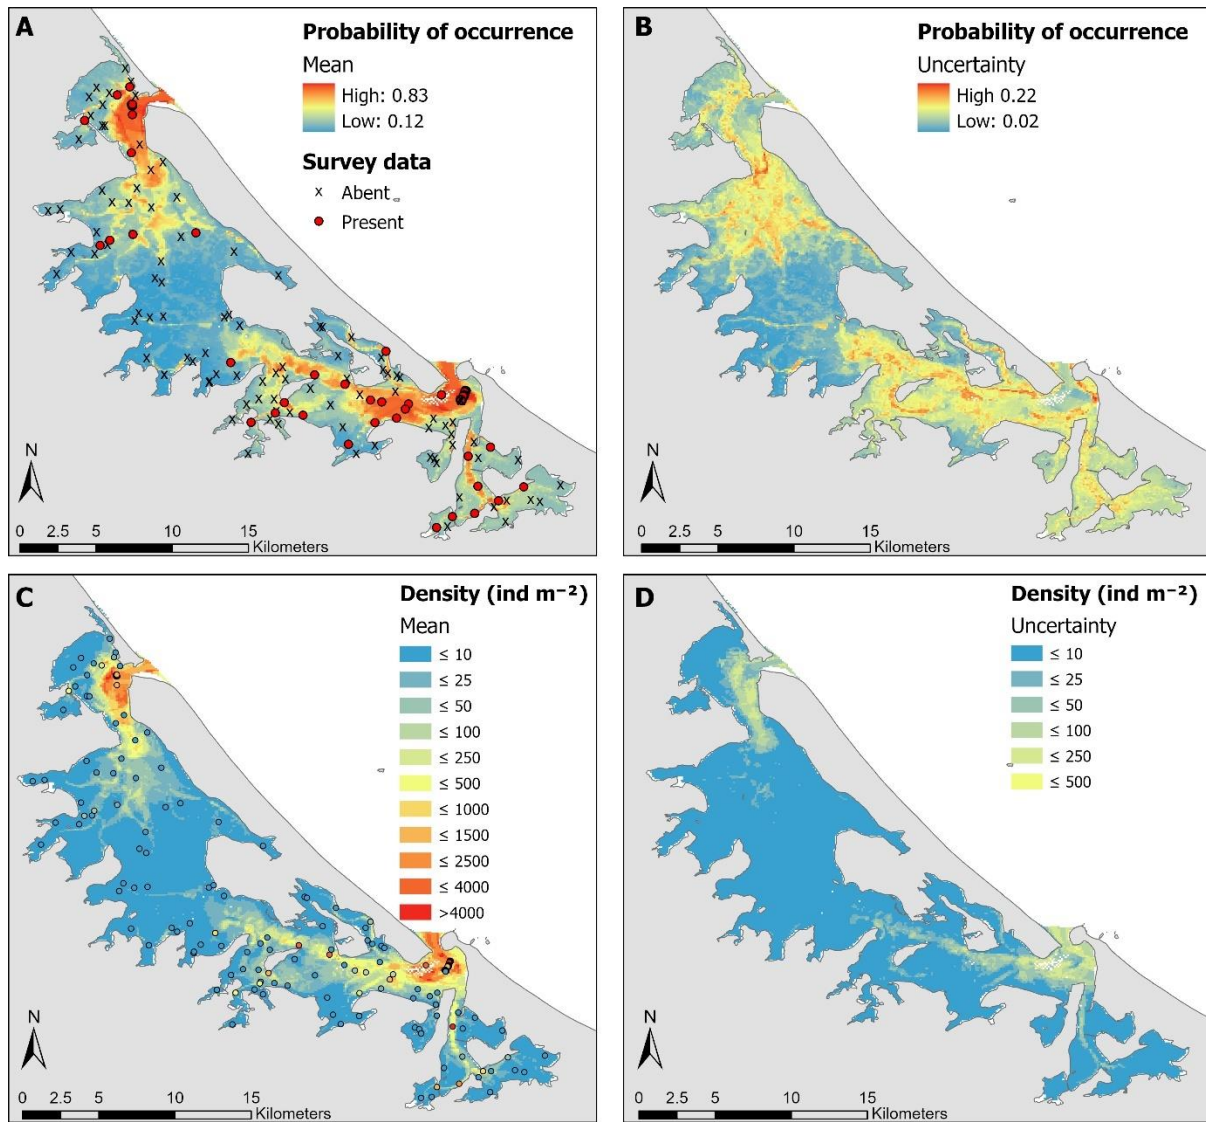 A
Probability of occurrence
Mean
High: 0.83
Low: 0.12
Survey data
x Abent
Present
N
0 2.5 5 10 15
Kilometers
B
Probability of occurrence
Uncertainty
High 0.22
Low: 0.02
N
0 2.5 5 10 15
Kilometers
C
Density (ind m⁻²)
Mean
≤ 10
≤ 25
≤ 50
≤ 100
≤ 250
≤ 500
≤ 1000
≤ 1500
≤ 2500
≤ 4000
>4000
N
0 2.5 5 10 15
Kilometers
D
Density (ind m⁻²)
Uncertainty
≤ 10
≤ 25
≤ 50
≤ 100
≤ 250
≤ 500
N
0 2.5 5 10 15
Kilometers